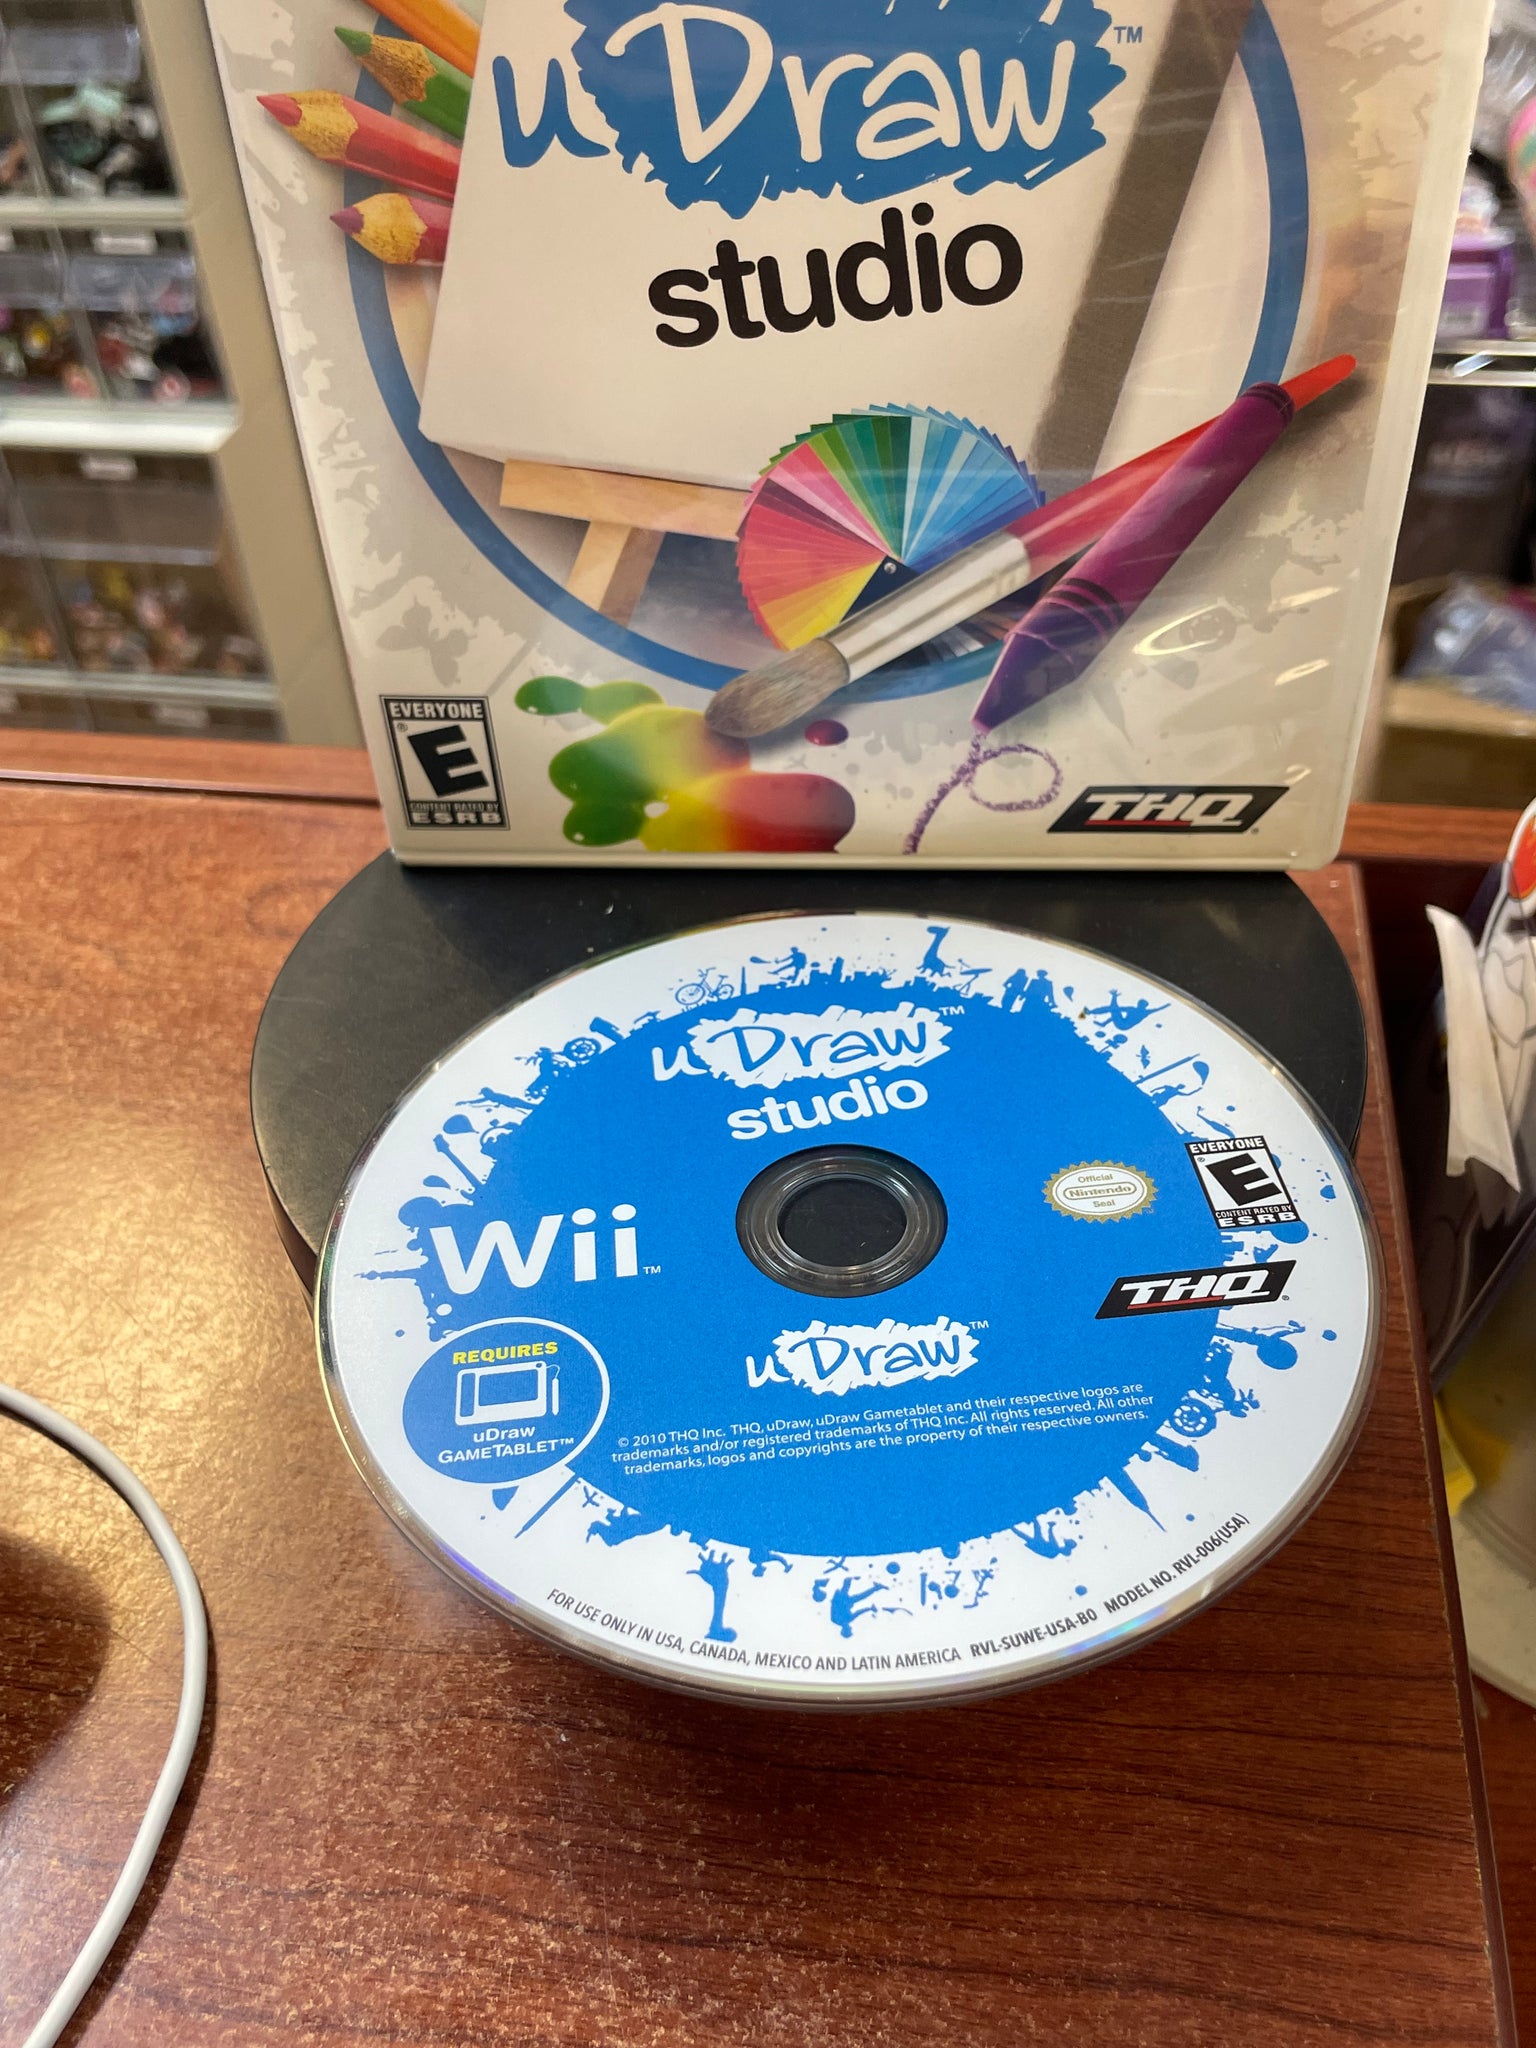 uDraw™
studio
EVERYONE
E
®
CONTENT RATED BY
ESRB
THQ®
uDraw™
studio
Wii™
Official
Nintendo
Seal
EVERYONE
E
®
CONTENT RATED BY
ESRB
THQ®
REQUIRES
uDraw
GAMETABLET™
uDraw™
© 2010 THQ Inc. THQ, uDraw, uDraw Gametablet and their respective logos are
trademarks and/or registered trademarks of THQ Inc. All rights reserved. All other
trademarks, logos and copyrights are the property of their respective owners.
FOR USE ONLY IN USA, CANADA, MEXICO AND LATIN AMERICA RVL-SUWE-USA-B0 MODEL NO. RVL-006(USA)